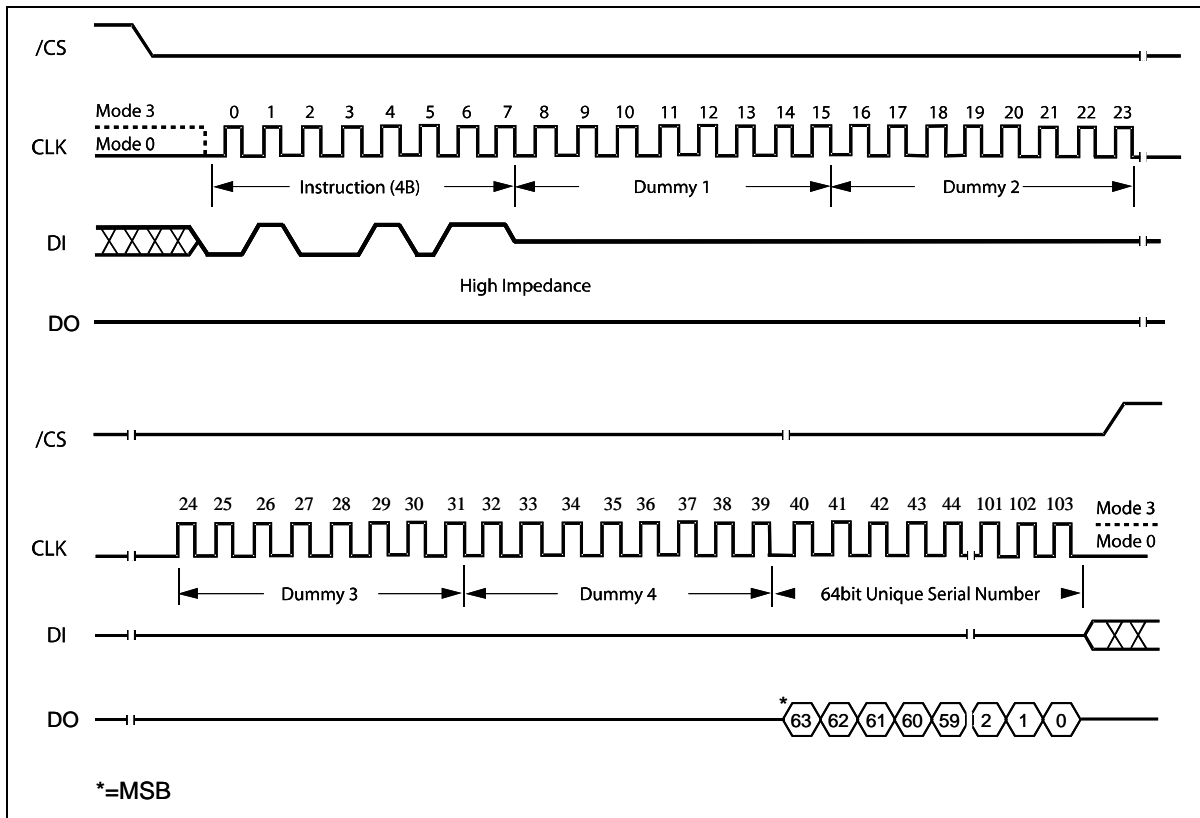 /CS
Mode 3
0 1 2 3 4 5 6 7 8 9 10 11 12 13 14 15 16 17 18 19 20 21 22 23
CLK
Mode 0
Instruction (4B) Dummy 1 Dummy 2
DI
High Impedance
DO
/CS
24 25 26 27 28 29 30 31 32 33 34 35 36 37 38 39 40 41 42 43 44 101 102 103
Mode 3
CLK
Mode 0
Dummy 3 Dummy 4 64bit Unique Serial Number
DI
*
DO
63 62 61 60 59 2 1 0
*=MSB